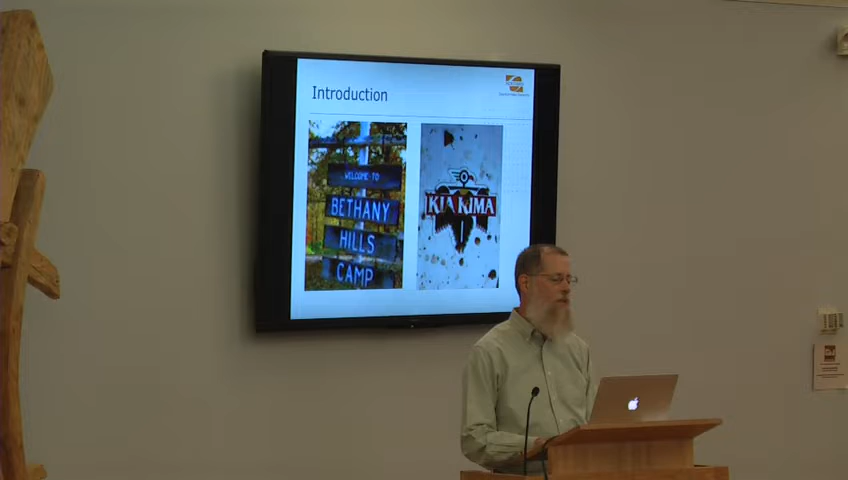 Introduction
WELCOME TO
BETHANY
HILLS
CAMP
KIA KIMA